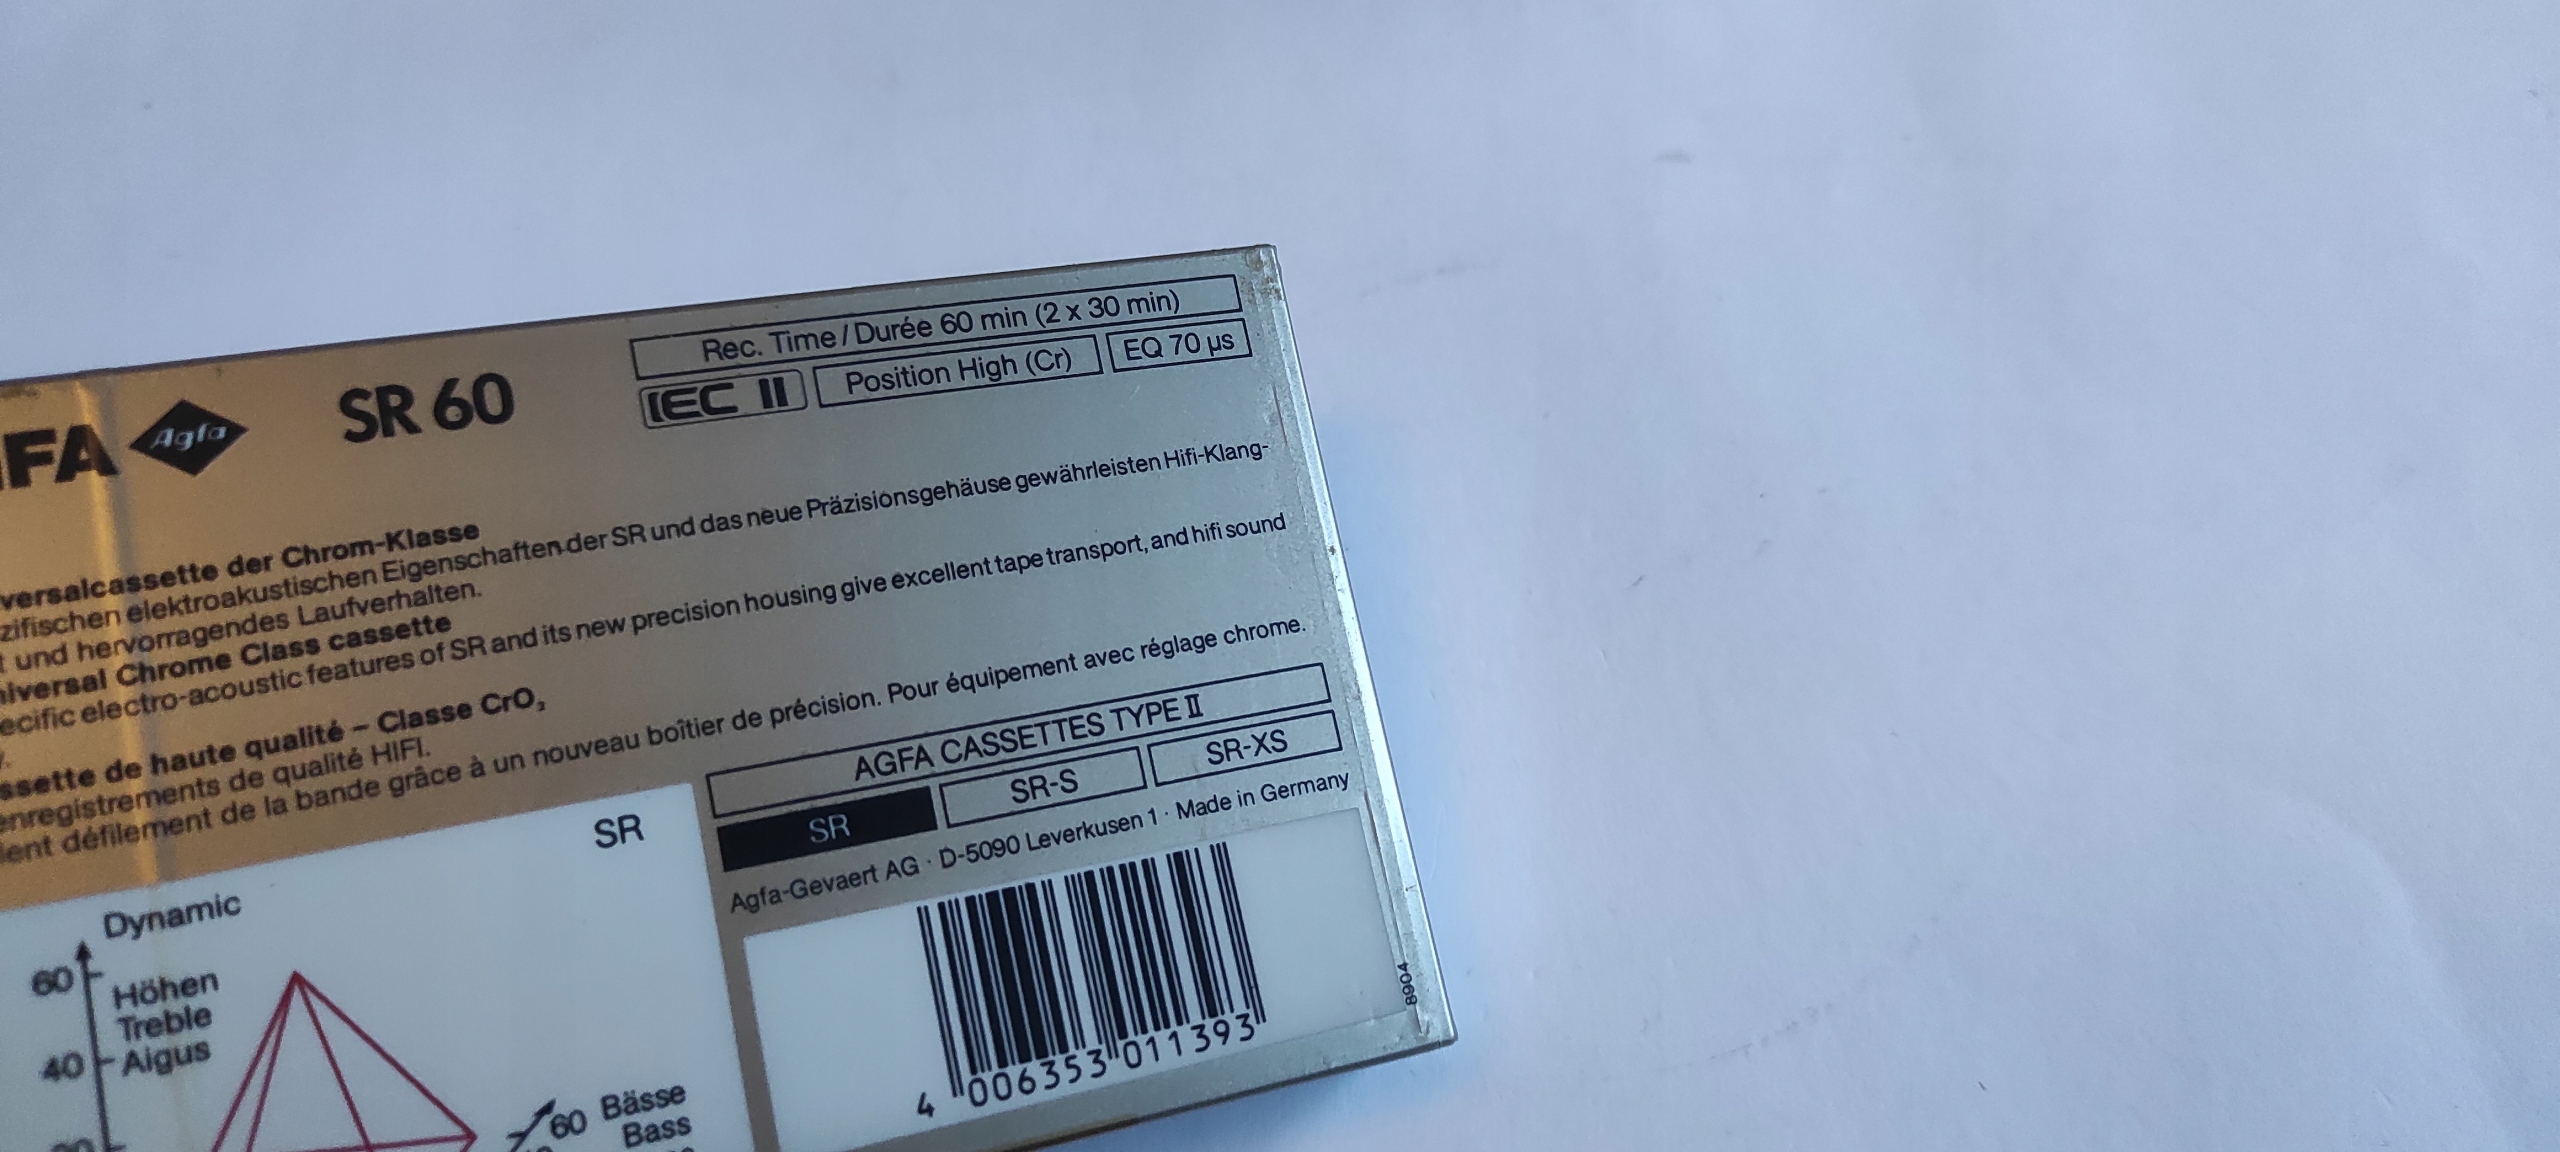 FA Agfa SR 60
Rec. Time / Durée 60 min (2 x 30 min)
IEC II Position High (Cr) EQ 70 µs
versalcassette der Chrom-Klasse
zifischen elektroakustischen Eigenschaften der SR und das neue Präzisionsgehäuse gewährleisten Hifi-Klang-
t und hervorragendes Laufverhalten.
niversal Chrome Class cassette
ecific electro-acoustic features of SR and its new precision housing give excellent tape transport, and hifi sound
y.
ssette de haute qualité – Classe CrO₂
enregistrements de qualité HIFI.
lent défilement de la bande grâce à un nouveau boîtier de précision. Pour équipement avec réglage chrome.
AGFA CASSETTES TYPE II
SR SR-S SR-XS
Agfa-Gevaert AG · D-5090 Leverkusen 1 · Made in Germany
4 006353 011393
8904
SR
Dynamic
60
Höhen
Treble
40 Aigus
60 Bässe
Bass